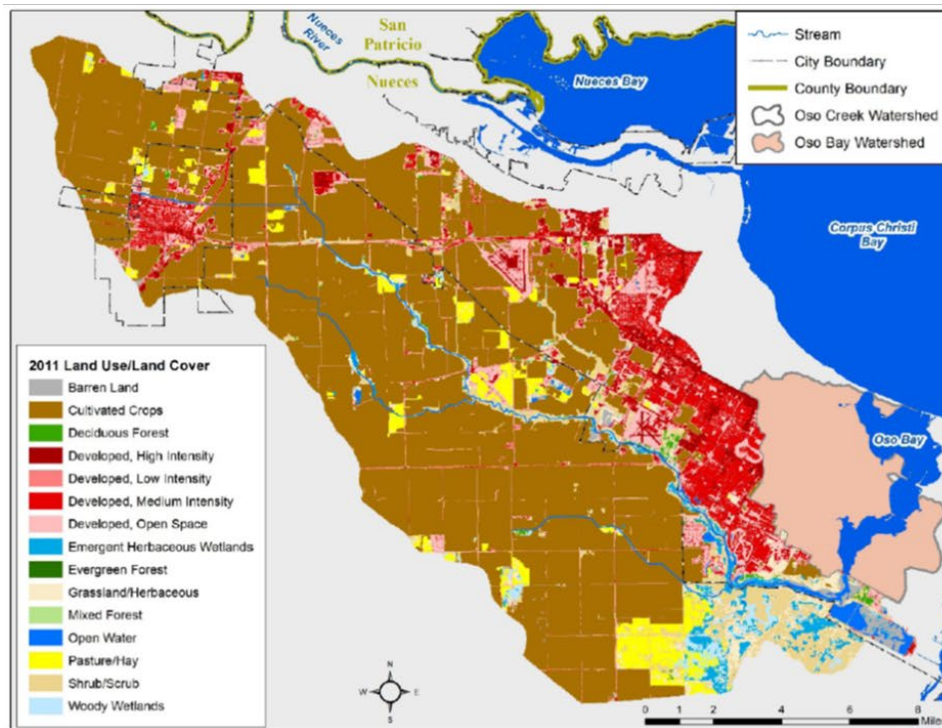 Nueces
River
San
Patricio
Nueces
Nueces Bay
Stream
City Boundary
County Boundary
Oso Creek Watershed
Oso Bay Watershed
Corpus Christi
Bay
Oso Bay
2011 Land Use/Land Cover
Barren Land
Cultivated Crops
Deciduous Forest
Developed, High Intensity
Developed, Low Intensity
Developed, Medium Intensity
Developed, Open Space
Emergent Herbaceous Wetlands
Evergreen Forest
Grassland/Herbaceous
Mixed Forest
Open Water
Pasture/Hay
Shrub/Scrub
Woody Wetlands
N
W E
S
0 1 2 4 6 8
Mile